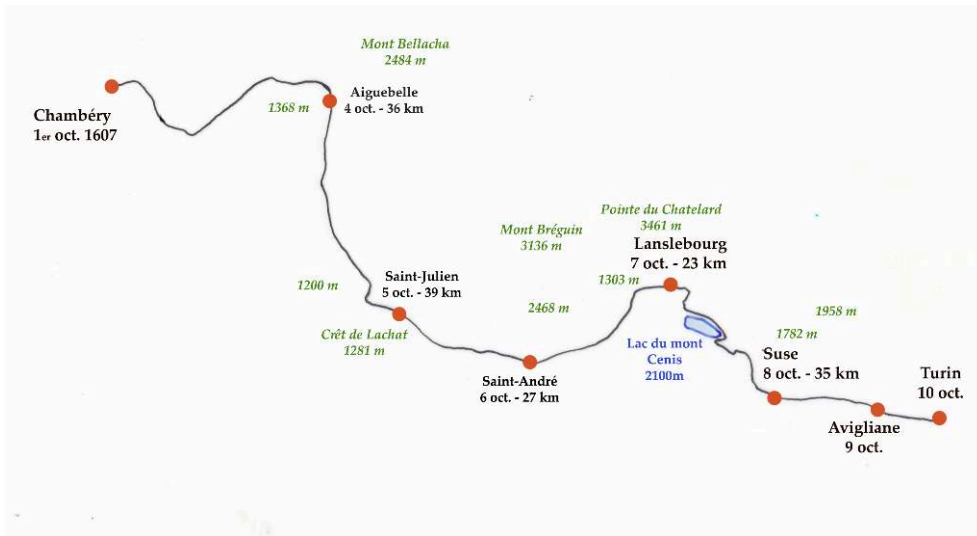 Mont Bellacha
2484 m
Chambéry
1er oct. 1607
1368 m
Aiguebelle
4 oct. - 36 km
Pointe du Chatelard
3461 m
Mont Bréguin
3136 m
Lanslebourg
7 oct. - 23 km
1303 m
Saint-Julien
5 oct. - 39 km
1200 m
2468 m
1958 m
1782 m
Crêt de Lachat
1281 m
Lac du mont
Cenis
2100m
Suse
8 oct. - 35 km
Saint-André
6 oct. - 27 km
Turin
10 oct.
Avigliane
9 oct.